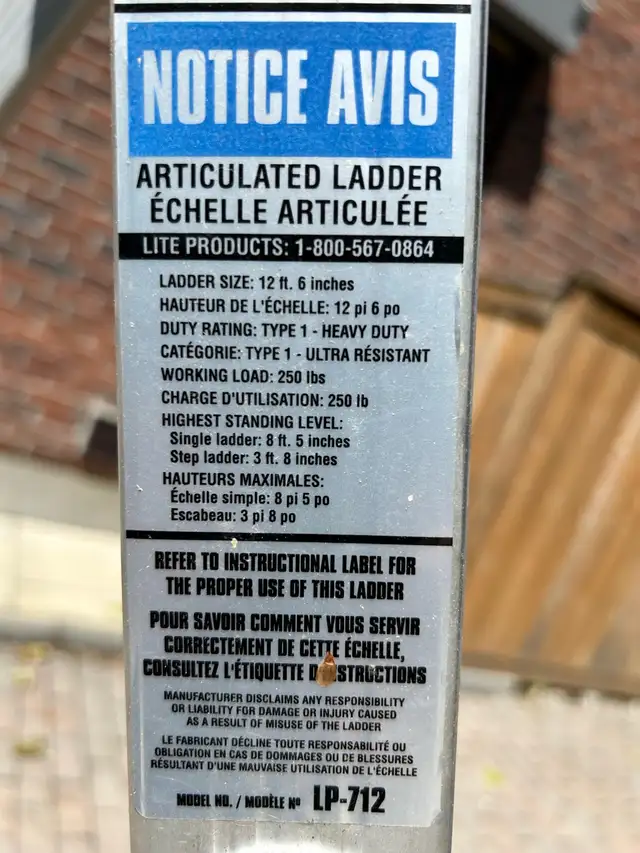 NOTICE AVIS
ARTICULATED LADDER
ÉCHELLE ARTICULÉE
LITE PRODUCTS: 1-800-567-0864
LADDER SIZE: 12 ft. 6 inches
HAUTEUR DE L'ÉCHELLE: 12 pi 6 po
DUTY RATING: TYPE 1 - HEAVY DUTY
CATÉGORIE: TYPE 1 - ULTRA RÉSISTANT
WORKING LOAD: 250 lbs
CHARGE D'UTILISATION: 250 lb
HIGHEST STANDING LEVEL:
Single ladder: 8 ft. 5 inches
Step ladder: 3 ft. 8 inches
HAUTEURS MAXIMALES:
Échelle simple: 8 pi 5 po
Escabeau: 3 pi 8 po
REFER TO INSTRUCTIONAL LABEL FOR
THE PROPER USE OF THIS LADDER
POUR SAVOIR COMMENT VOUS SERVIR
CORRECTEMENT DE CETTE ÉCHELLE,
CONSULTEZ L'ÉTIQUETTE
MANUFACTURER DISCLAIMS ANY RESPONSIBILITY
OR LIABILITY FOR DAMAGE OR INJURY CAUSED
AS A RESULT OF MISUSE OF THE LADDER
LE FABRICANT DÉCLINE TOUTE RESPONSABILITÉ OU
OBLIGATION EN CAS DE DOMMAGES OU DE BLESSURES
RÉSULTANT D'UNE MAUVAISE UTILISATION DE L'ÉCHELLE
MODEL NO. / MODÈLE Nº LP-712